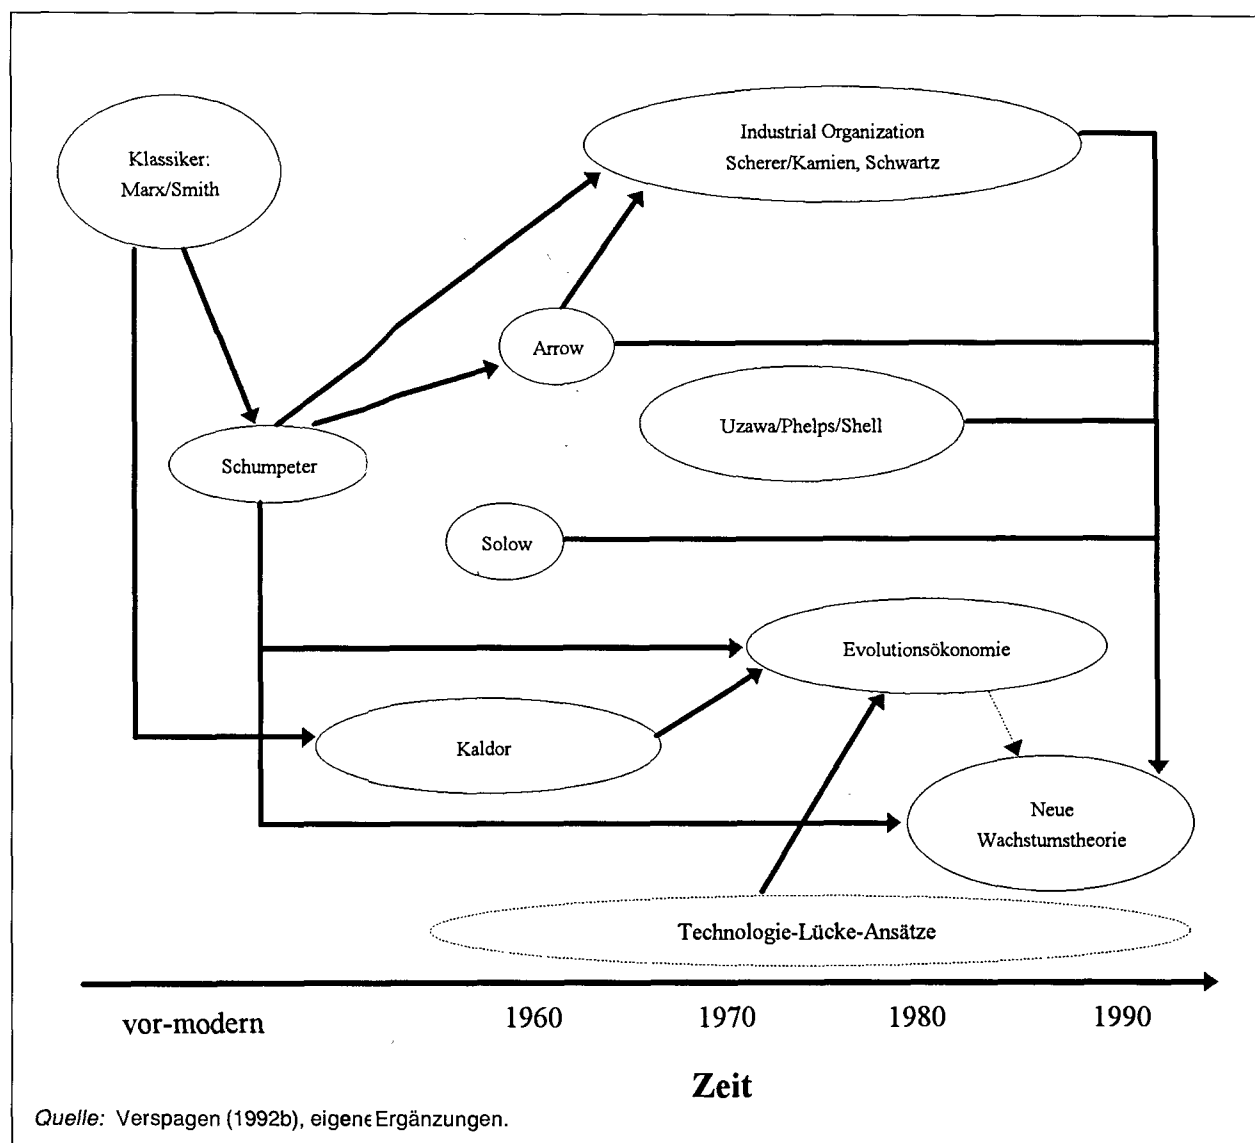 Klassiker:
Marx/Smith
Industrial Organization
Scherer/Kamien, Schwartz
Arrow
Uzawa/Phelps/Shell
Schumpeter
Solow
Evolutionsökonomie
Kaldor
Neue
Wachstumstheorie
Technologie-Lücke-Ansätze
vor-modern 1960 1970 1980 1990
Zeit
Quelle: Verspagen (1992b), eigene Ergänzungen.